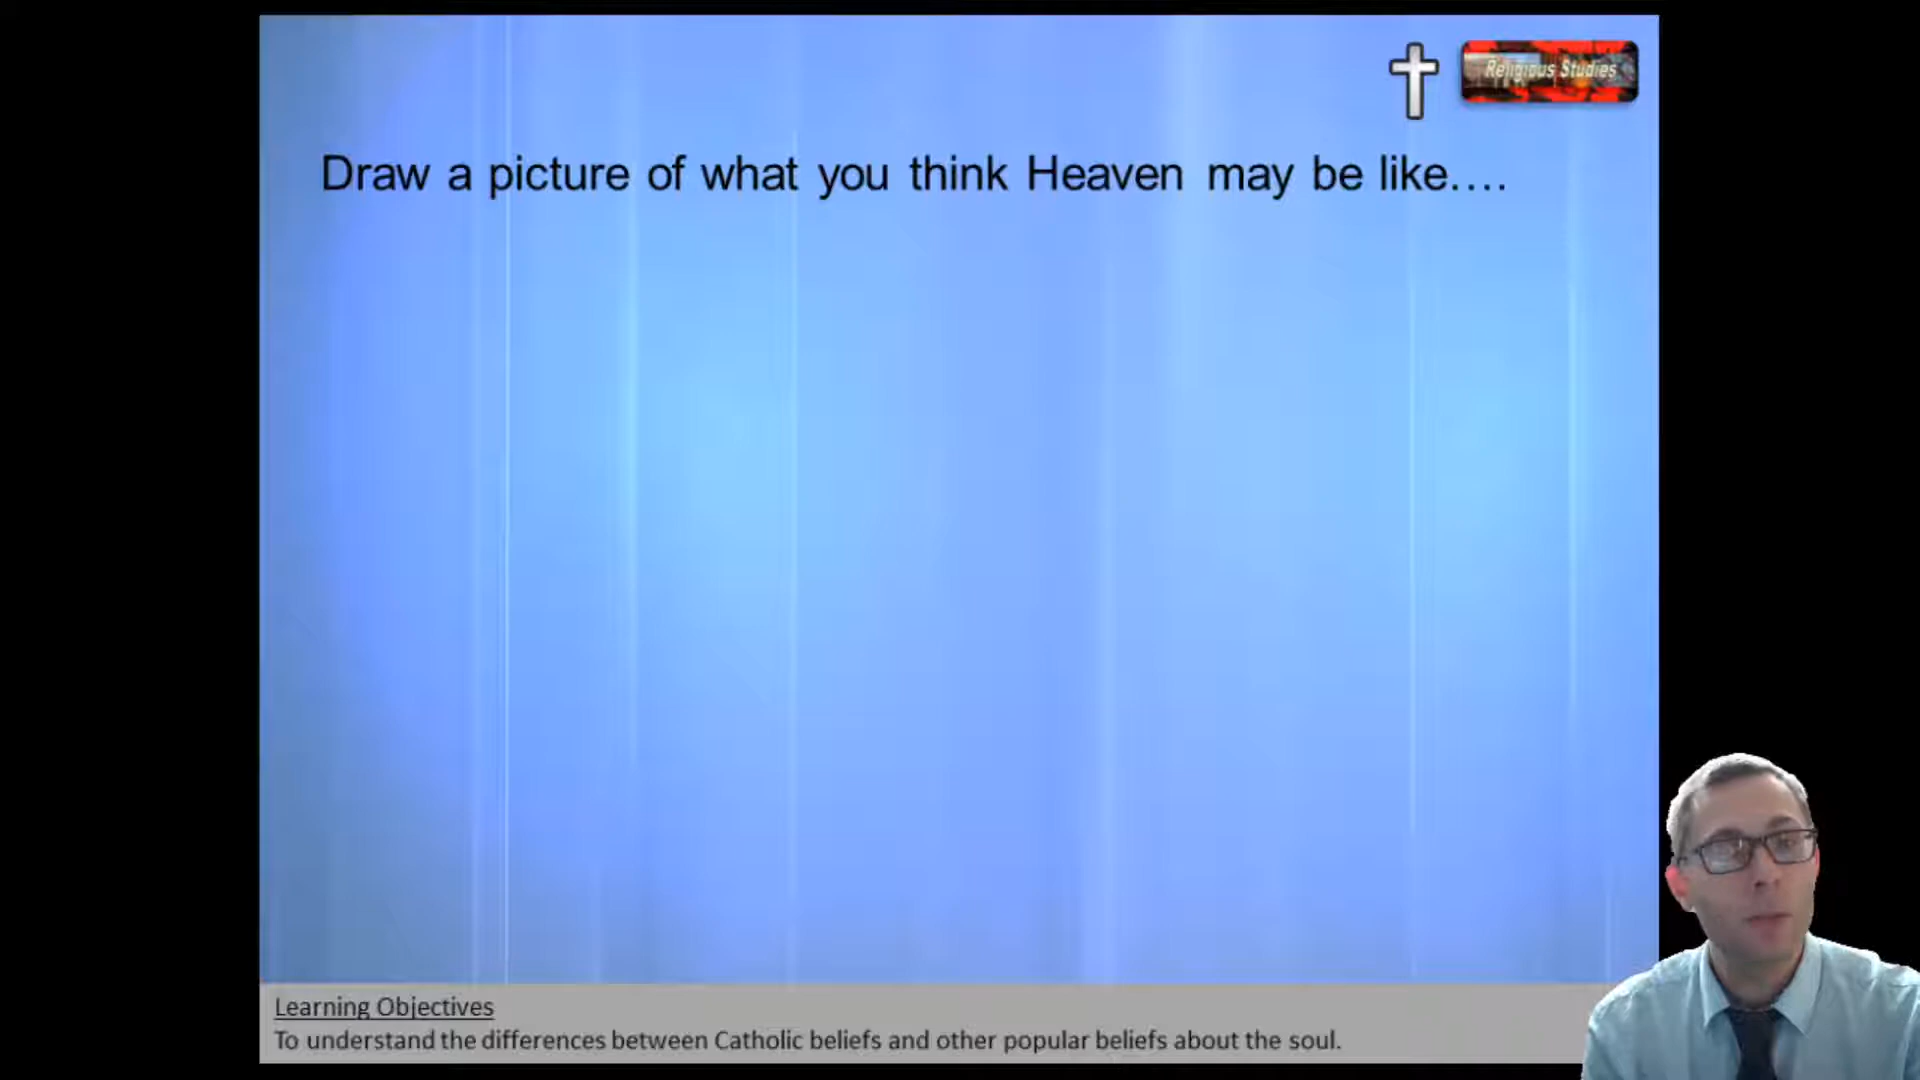 Religious Studies
Draw a picture of what you think Heaven may be like....
Learning Objectives
To understand the differences between Catholic beliefs and other popular beliefs about the soul.